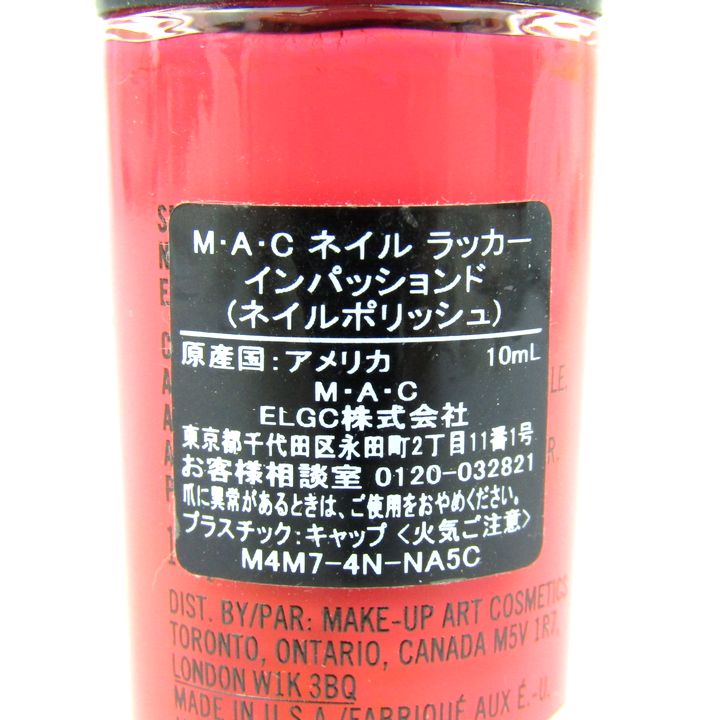 M・A・C ネイル ラッカー
インパッションド
(ネイルポリッシュ)
原産国:アメリカ 10mL
M・A・C
ELGC株式会社
東京都千代田区永田町2丁目11番1号
お客様相談室 0120-032821
爪に異常があるときは、ご使用をおやめください。
プラスチック:キャップ〈火気ご注意〉
M4M7-4N-NA5C
DIST. BY/PAR: MAKE-UP ART COSMETICS
TORONTO, ONTARIO, CANADA M5V 1R7,
LONDON W1K 3BQ
MADE IN U.S.A./FABRIQUÉ AUX É.-U.